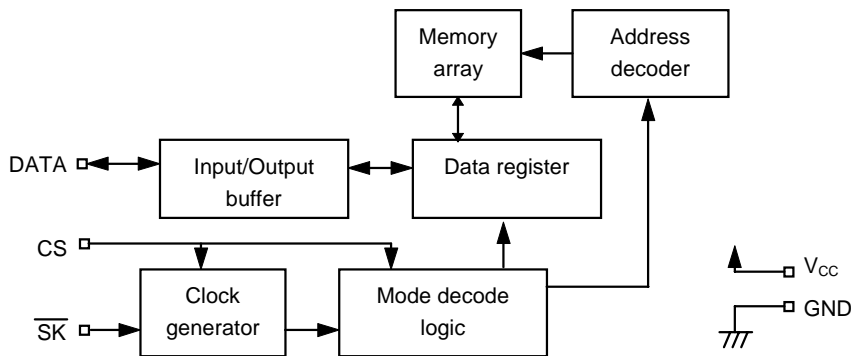 Memory
array
Address
decoder
DATA
Input/Output
buffer
Data register
CS
Clock
generator
Mode decode
logic
SK
VCC
GND